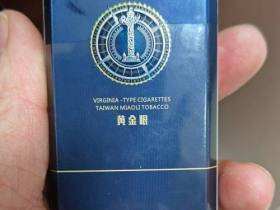 VIRGINIA -TYPE CIGARETTES
TAIWAN MIAOLI TOBACCO
黄金眼